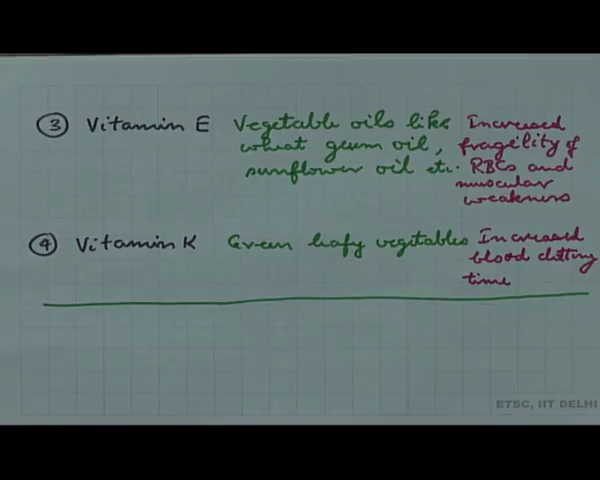 ③ Vitamin E Vegetable oils like Increased
wheat germ oil, fragility of
sunflower oil etc. RBCs and
muscular
weakness
④ Vitamin K Green leafy vegetables Increased
blood clotting
time
ETSC, IIT DELHI